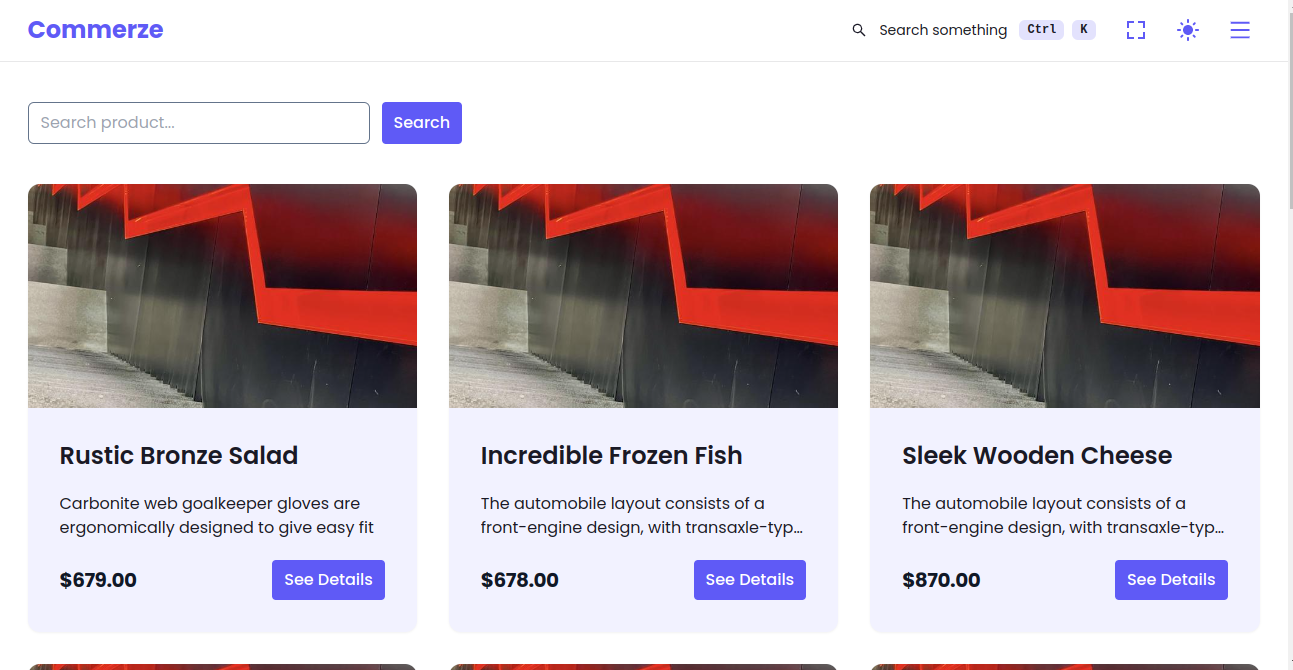 Commerze
Search something Ctrl K
Search product...
Search
Rustic Bronze Salad
Carbonite web goalkeeper gloves are
ergonomically designed to give easy fit
$679.00
See Details
Incredible Frozen Fish
The automobile layout consists of a
front-engine design, with transaxle-typ...
$678.00
See Details
Sleek Wooden Cheese
The automobile layout consists of a
front-engine design, with transaxle-typ...
$870.00
See Details